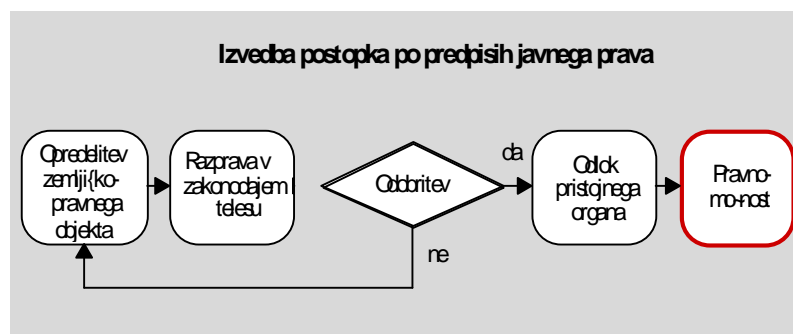 Izvedba postopka po predpisih javnega prava
Opredelitev
zemlji{ko-
pravnega
objekta
Razprava v
zakonodajem
telesu
Odobritev
da
ne
Odlok
pristojnega
organa
Pravno-
mo-nost